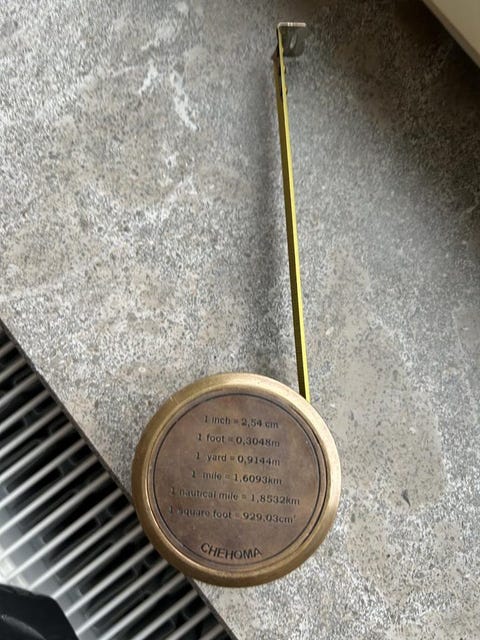 1 inch = 2,54 cm
1 foot = 0,3048m
1 yard = 0,9144m
1 mile = 1,6093km
1 nautical mile = 1,8532km
1 square foot = 929,03cm²
CHEHOMA